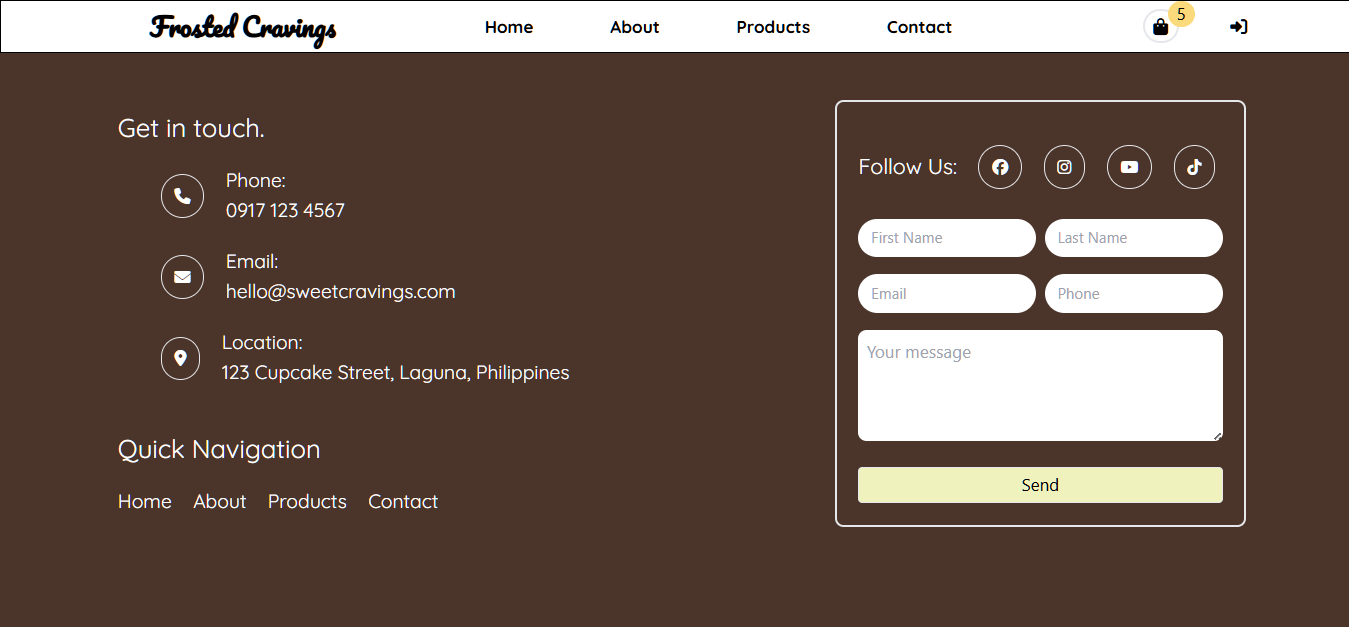 Frosted Cravings Home About Products Contact 5
Get in touch.
Phone:
0917 123 4567
Email:
hello@sweetcravings.com
Location:
123 Cupcake Street, Laguna, Philippines
Quick Navigation
Home About Products Contact
Follow Us:
First Name Last Name
Email Phone
Your message
Send